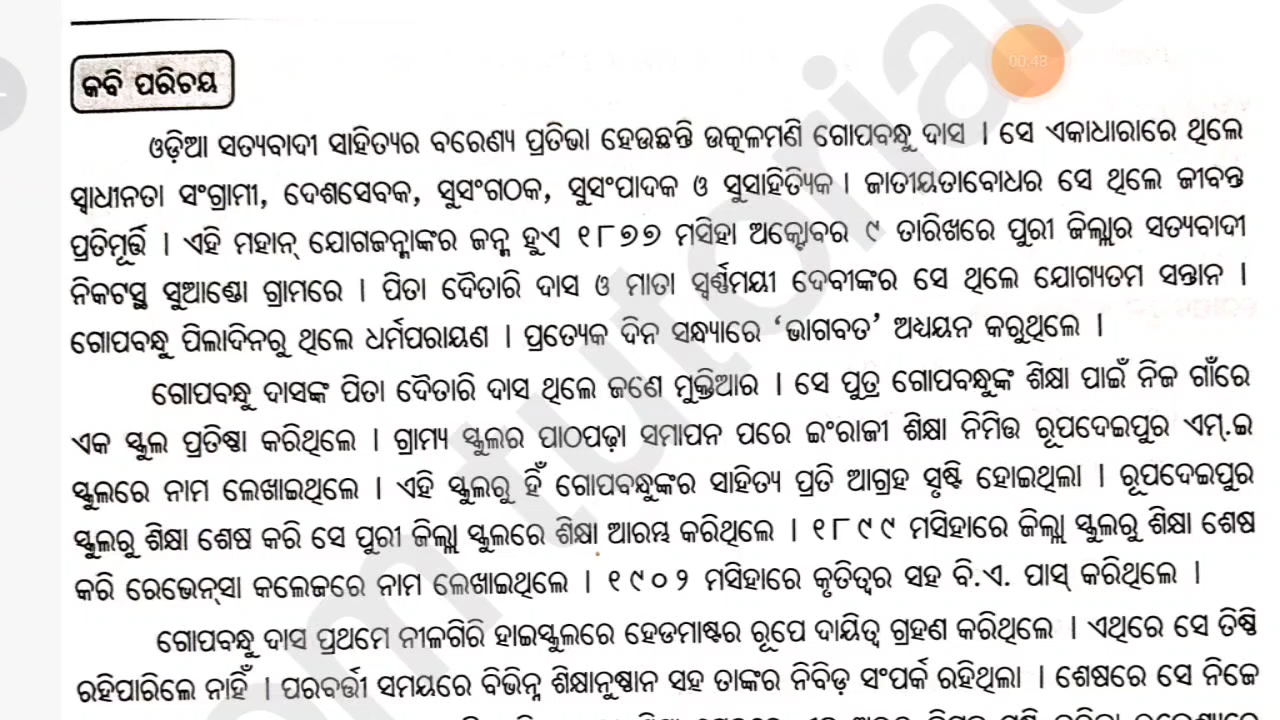 00:48
କବି ପରିଚୟ
ଓଡ଼ିଆ ସତ୍ୟବାଦୀ ସାହିତ୍ୟର ବରେଣ୍ୟ ପ୍ରତିଭା ହେଉଛନ୍ତି ଉତ୍କଳମଣି ଗୋପବନ୍ଧୁ ଦାସ । ସେ ଏକାଧାରାରେ ଥିଲେ
ସ୍ୱାଧୀନତା ସଂଗ୍ରାମୀ, ଦେଶସେବକ, ସୁସଂଗଠକ, ସୁସଂପାଦକ ଓ ସୁସାହିତ୍ୟିକ । ଜାତୀୟତାବୋଧର ସେ ଥିଲେ ଜୀବନ୍ତ
ପ୍ରତିମୂର୍ତ୍ତି । ଏହି ମହାନ୍ ଯୋଗଜନ୍ମାଙ୍କର ଜନ୍ମ ହୁଏ ୧୮୭୭ ମସିହା ଅକ୍ଟୋବର ୯ ତାରିଖରେ ପୁରୀ ଜିଲ୍ଲାର ସତ୍ୟବାଦୀ
ନିକଟସ୍ଥ ସୁଆଣ୍ଡୋ ଗ୍ରାମରେ । ପିତା ଦୈତାରି ଦାସ ଓ ମାତା ସ୍ୱର୍ଣ୍ଣମୟୀ ଦେବୀଙ୍କର ସେ ଥିଲେ ଯୋଗ୍ୟତମ ସନ୍ତାନ ।
ଗୋପବନ୍ଧୁ ପିଲାଦିନରୁ ଥିଲେ ଧର୍ମପରାୟଣ । ପ୍ରତ୍ୟେକ ଦିନ ସନ୍ଧ୍ୟାରେ ‘ଭାଗବତ’ ଅଧ୍ୟୟନ କରୁଥିଲେ ।
ଗୋପବନ୍ଧୁ ଦାସଙ୍କ ପିତା ଦୈତାରି ଦାସ ଥିଲେ ଜଣେ ମୁକ୍ତିଆର । ସେ ପୁତ୍ର ଗୋପବନ୍ଧୁଙ୍କ ଶିକ୍ଷା ପାଇଁ ନିଜ ଗାଁରେ
ଏକ ସ୍କୁଲ ପ୍ରତିଷ୍ଠା କରିଥିଲେ । ଗ୍ରାମ୍ୟ ସ୍କୁଲର ପାଠପଢ଼ା ସମାପନ ପରେ ଇଂରାଜୀ ଶିକ୍ଷା ନିମିତ୍ତ ରୂପଦେଇପୁର ଏମ୍.ଇ
ସ୍କୁଲରେ ନାମ ଲେଖାଇଥିଲେ । ଏହି ସ୍କୁଲରୁ ହିଁ ଗୋପବନ୍ଧୁଙ୍କର ସାହିତ୍ୟ ପ୍ରତି ଆଗ୍ରହ ସୃଷ୍ଟି ହୋଇଥିଲା । ରୂପଦେଇପୁର
ସ୍କୁଲରୁ ଶିକ୍ଷା ଶେଷ କରି ସେ ପୁରୀ ଜିଲ୍ଲା ସ୍କୁଲରେ ଶିକ୍ଷା ଆରମ୍ଭ କରିଥିଲେ । ୧୮୯୯ ମସିହାରେ ଜିଲ୍ଲା ସ୍କୁଲରୁ ଶିକ୍ଷା ଶେଷ
କରି ରେଭେନ୍‌ସା କଲେଜରେ ନାମ ଲେଖାଇଥିଲେ । ୧୯୦୨ ମସିହାରେ କୃତିତ୍ୱର ସହ ବି.ଏ. ପାସ୍ କରିଥିଲେ ।
ଗୋପବନ୍ଧୁ ଦାସ ପ୍ରଥମେ ନୀଳଗିରି ହାଇସ୍କୁଲରେ ହେଡମାଷ୍ଟର ରୂପେ ଦାୟିତ୍ୱ ଗ୍ରହଣ କରିଥିଲେ । ଏଥିରେ ସେ ତିଷ୍ଠି
ରହିପାରିଲେ ନାହିଁ । ପରବର୍ତ୍ତୀ ସମୟରେ ବିଭିନ୍ନ ଶିକ୍ଷାନୁଷ୍ଠାନ ସହ ତାଙ୍କର ନିବିଡ଼ ସଂପର୍କ ରହିଥିଲା । ଶେଷରେ ସେ ନିଜେ
tutorial